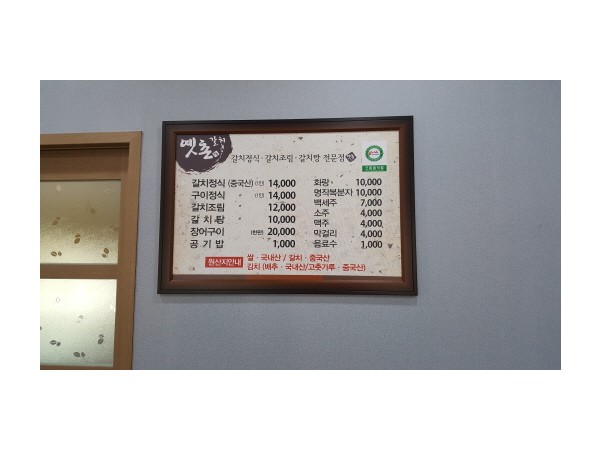 옛촌 갈치
갈치정식 · 갈치조림 · 갈치탕 전문점
갈치정식 (중국산) 14,000
구이정식 14,000
갈치조림 12,000
갈치탕 10,000
장어구이 20,000
공기밥 1,000
화랑 10,000
명작복분자 10,000
백세주 7,000
소주 4,000
맥주 4,000
막걸리 4,000
음료수 1,000
원산지안내
쌀 · 국내산 / 갈치 · 중국산
김치 (배추 · 국내산/고춧가루 · 중국산)